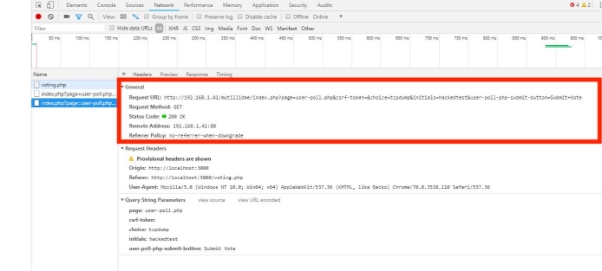 Elements Console Sources Network Performance Memory Application Security Audits 4 2
View: Group by frame Preserve log Disable cache Offline Online
Filter Hide data URLs All XHR JS CSS Img Media Font Doc WS Manifest Other
50 ms 100 ms 150 ms 200 ms 250 ms 300 ms 350 ms 400 ms 450 ms 500 ms 550 ms 600 ms 650 ms 700 ms 750 ms 800 ms 850 ms 900 ms 950 ms
Name Headers Preview Response Timing
voting.php
index.php?page=user-poll.php...
index.php?page=user-poll.php...
General
Request URL: http://192.168.1.41/mutillidae/index.php?page=user-poll.php&csrf-token=&choice=tcpdump&initials=hackedtest&user-poll-php-submit-button=Submit+Vote
Request Method: GET
Status Code: 200 OK
Remote Address: 192.168.1.41:80
Referrer Policy: no-referrer-when-downgrade
Request Headers
Provisional headers are shown
Origin: http://localhost:5000
Referer: http://localhost:5000/voting.php
User-Agent: Mozilla/5.0 (Windows NT 10.0; Win64; x64) AppleWebKit/537.36 (KHTML, like Gecko) Chrome/70.0.3538.110 Safari/537.36
Query String Parameters view source view URL encoded
page: user-poll.php
csrf-token:
choice: tcpdump
initials: hackedtest
user-poll-php-submit-button: Submit Vote